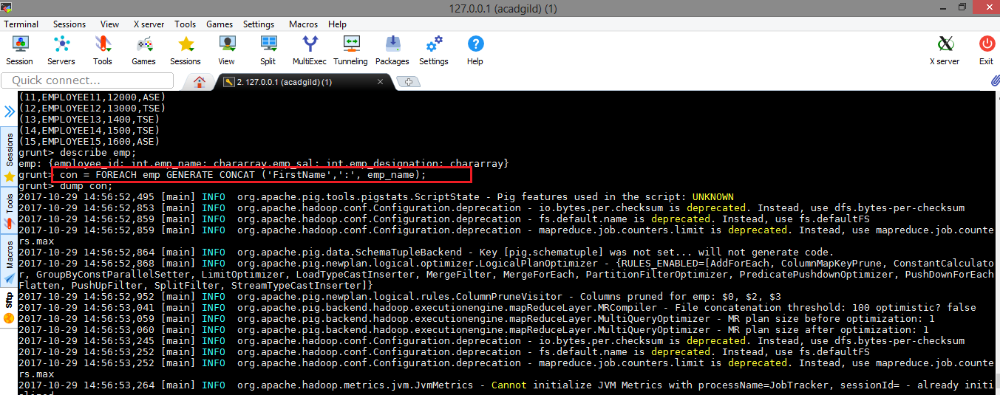 127.0.0.1 (acadgild) (1)
Terminal Sessions View X server Tools Games Settings Macros Help
Session Servers Tools Games Sessions View Split MultiExec Tunneling Packages Settings Help X server Exit
Quick connect... 2. 127.0.0.1 (acadgild) (1)
(11,EMPLOYEE11,12000,ASE)
(12,EMPLOYEE12,13000,TSE)
(13,EMPLOYEE13,1400,TSE)
(14,EMPLOYEE14,1500,TSE)
(15,EMPLOYEE15,1600,ASE)
grunt> describe emp;
emp: {employee_id: int,emp_name: chararray,emp_sal: int,emp_designation: chararray}
grunt> con = FOREACH emp GENERATE CONCAT ('FirstName',':', emp_name);
grunt> dump con;
2017-10-29 14:56:52,495 [main] INFO  org.apache.pig.tools.pigstats.ScriptState - Pig features used in the script: UNKNOWN
2017-10-29 14:56:52,853 [main] INFO  org.apache.hadoop.conf.Configuration.deprecation - io.bytes.per.checksum is deprecated. Instead, use dfs.bytes-per-checksum
2017-10-29 14:56:52,859 [main] INFO  org.apache.hadoop.conf.Configuration.deprecation - fs.default.name is deprecated. Instead, use fs.defaultFS
2017-10-29 14:56:52,859 [main] INFO  org.apache.hadoop.conf.Configuration.deprecation - mapreduce.job.counters.limit is deprecated. Instead, use mapreduce.job.counte
rs.max
2017-10-29 14:56:52,864 [main] INFO  org.apache.pig.data.SchemaTupleBackend - Key [pig.schematuple] was not set... will not generate code.
2017-10-29 14:56:52,868 [main] INFO  org.apache.pig.newplan.logical.optimizer.LogicalPlanOptimizer - {RULES_ENABLED=[AddForEach, ColumnMapKeyPrune, ConstantCalculato
r, GroupByConstParallelSetter, LimitOptimizer, LoadTypeCastInserter, MergeFilter, MergeForEach, PartitionFilterOptimizer, PredicatePushdownOptimizer, PushDownForEach
Flatten, PushUpFilter, SplitFilter, StreamTypeCastInserter]}
2017-10-29 14:56:52,952 [main] INFO  org.apache.pig.newplan.logical.rules.ColumnPruneVisitor - Columns pruned for emp: $0, $2, $3
2017-10-29 14:56:53,041 [main] INFO  org.apache.pig.backend.hadoop.executionengine.mapReduceLayer.MRCompiler - File concatenation threshold: 100 optimistic? false
2017-10-29 14:56:53,059 [main] INFO  org.apache.pig.backend.hadoop.executionengine.mapReduceLayer.MultiQueryOptimizer - MR plan size before optimization: 1
2017-10-29 14:56:53,060 [main] INFO  org.apache.pig.backend.hadoop.executionengine.mapReduceLayer.MultiQueryOptimizer - MR plan size after optimization: 1
2017-10-29 14:56:53,245 [main] INFO  org.apache.hadoop.conf.Configuration.deprecation - io.bytes.per.checksum is deprecated. Instead, use dfs.bytes-per-checksum
2017-10-29 14:56:53,252 [main] INFO  org.apache.hadoop.conf.Configuration.deprecation - fs.default.name is deprecated. Instead, use fs.defaultFS
2017-10-29 14:56:53,252 [main] INFO  org.apache.hadoop.conf.Configuration.deprecation - mapreduce.job.counters.limit is deprecated. Instead, use mapreduce.job.counte
rs.max
2017-10-29 14:56:53,264 [main] INFO  org.apache.hadoop.metrics.jvm.JvmMetrics - Cannot initialize JVM Metrics with processName=JobTracker, sessionId= - already initi
Sessions
Tools
Macros
Sftp